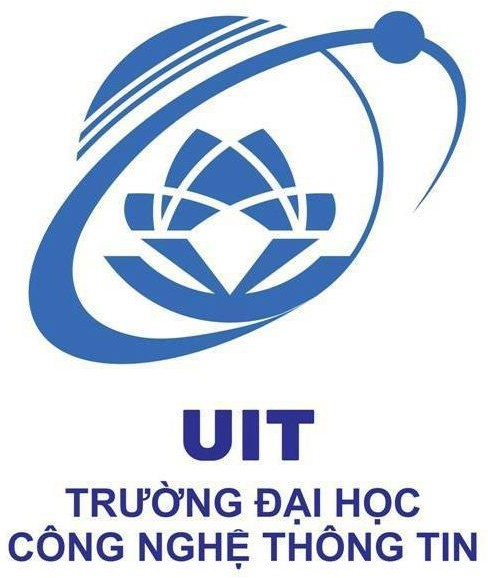 UIT
TRƯỜNG ĐẠI HỌC
CÔNG NGHỆ THÔNG TIN